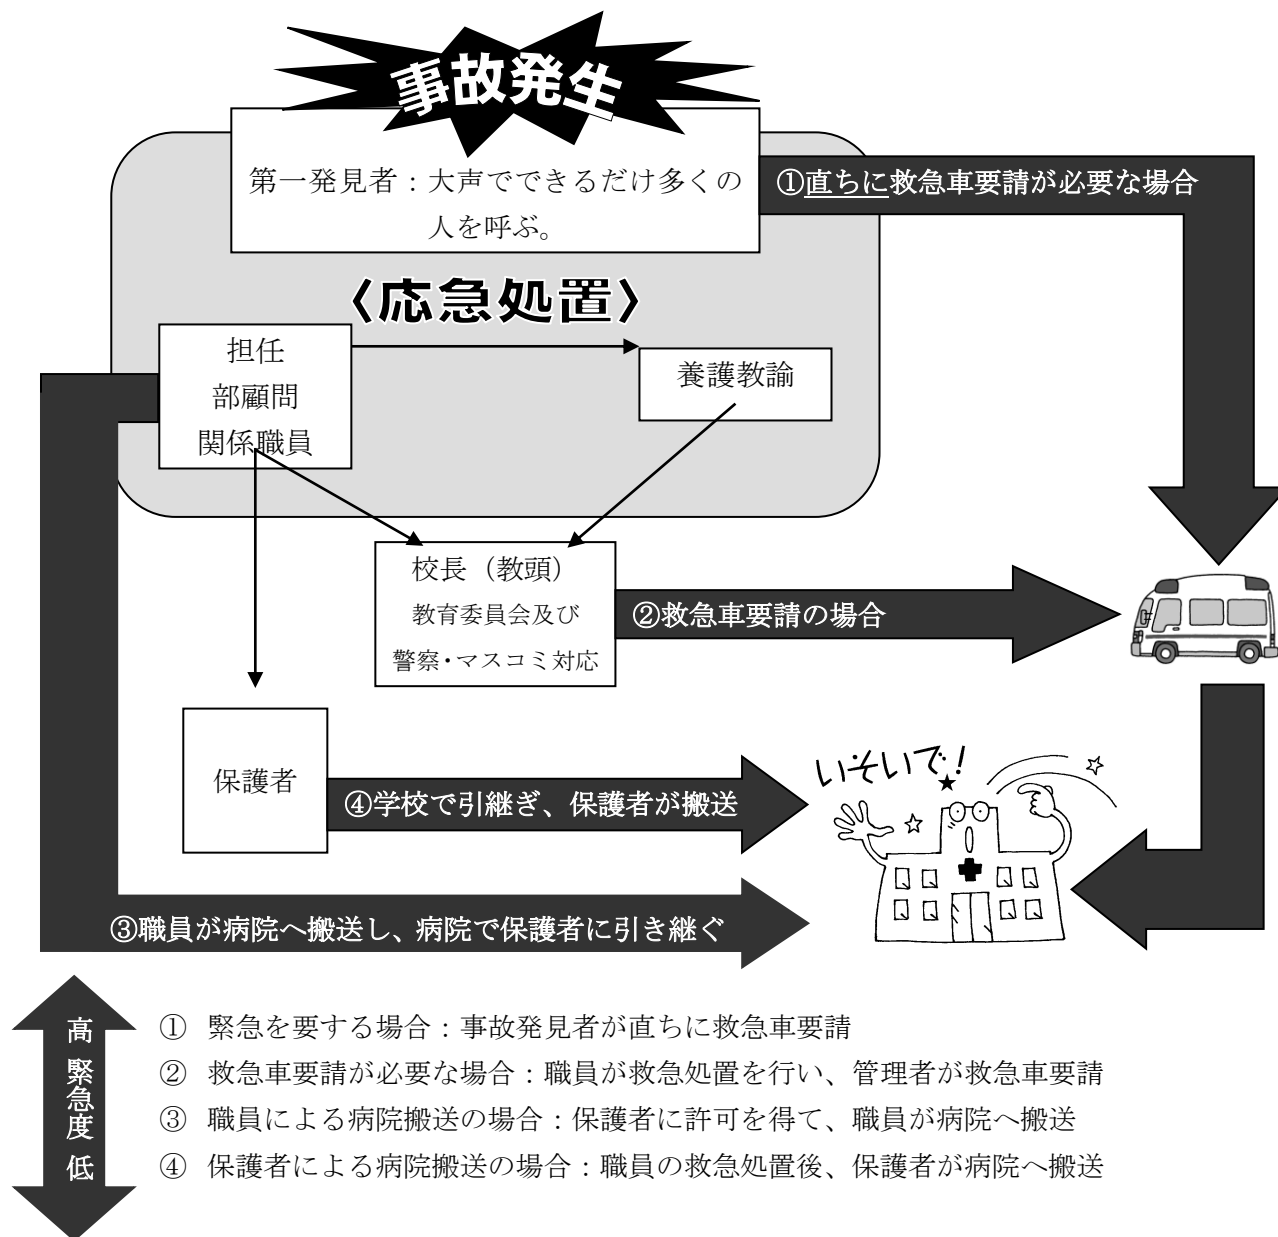 事故発生
第一発見者：大声でできるだけ多くの
人を呼ぶ。
①直ちに救急車要請が必要な場合
〈応急処置〉
担任
部顧問
関係職員
養護教諭
校長（教頭）
教育委員会及び
警察・マスコミ対応
②救急車要請の場合
保護者
④学校で引継ぎ、保護者が搬送
いそいで！
③職員が病院へ搬送し、病院で保護者に引き継ぐ
高 緊急度 低
① 緊急を要する場合：事故発見者が直ちに救急車要請
② 救急車要請が必要な場合：職員が救急処置を行い、管理者が救急車要請
③ 職員による病院搬送の場合：保護者に許可を得て、職員が病院へ搬送
④ 保護者による病院搬送の場合：職員の救急処置後、保護者が病院へ搬送